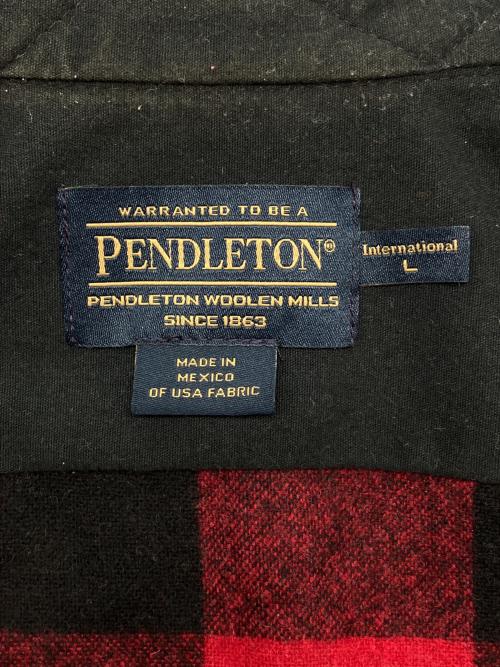 WARRANTED TO BE A
PENDLETON®
PENDLETON WOOLEN MILLS
SINCE 1863
International
L
MADE IN
MEXICO
OF USA FABRIC